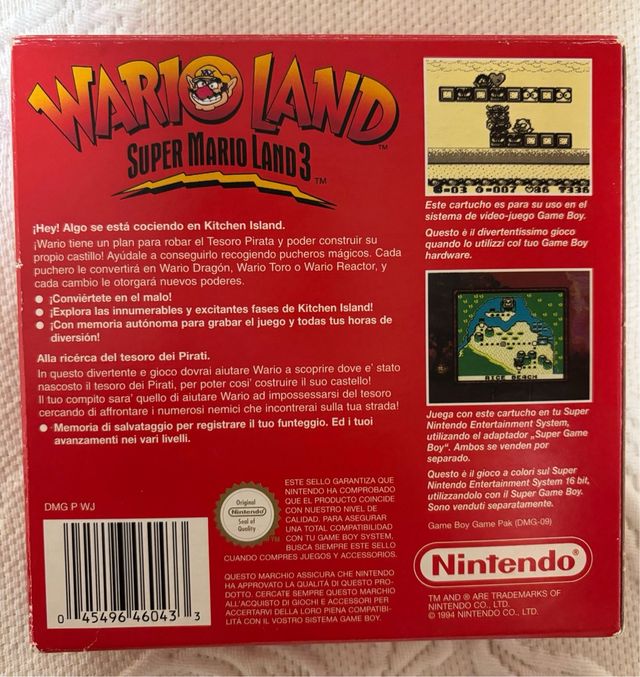 WARIO LAND
TM
SUPER MARIO LAND 3
TM
¡Hey! Algo se está cociendo en Kitchen Island.
¡Wario tiene un plan para robar el Tesoro Pirata y poder construir su
propio castillo! Ayúdale a conseguirlo recogiendo pucheros mágicos. Cada
puchero le convertirá en Wario Dragón, Wario Toro o Wario Reactor, y
cada cambio le otorgará nuevos poderes.
● ¡Conviértete en el malo!
● ¡Explora las innumerables y excitantes fases de Kitchen Island!
● ¡Con memoria autónoma para grabar el juego y todas tus horas de
diversión!
Alla ricérca del tesoro dei Pirati.
In questo divertente e gioco dovrai aiutare Wario a scoprire dove e' stato
nascosto il tesoro dei Pirati, per poter cosi' costruire il suo castello!
Il tuo compito sara' quello di aiutare Wario ad impossessarsi del tesoro
cercando di affrontare i numerosi nemici che incontrerai sulla tua strada!
● Memoria di salvataggio per registrare il tuo funteggio. Ed i tuoi
avanzamenti nei vari livelli.
DMG P WJ
0 45496 46043 3
Original
Nintendo
Seal of
Quality
TM
ESTE SELLO GARANTIZA QUE
NINTENDO HA COMPROBADO
QUE EL PRODUCTO COINCIDE
CON NUESTRO NIVEL DE
CALIDAD. PARA ASEGURAR
UNA TOTAL COMPATIBILIDAD
CON TU GAME BOY SYSTEM,
BUSCA SIEMPRE ESTE SELLO
CUANDO COMPRES JUEGOS Y ACCESORIOS.
QUESTO MARCHIO ASSICURA CHE NINTENDO
HA APPROVATO LA QUALITÀ DI QUESTO PRO-
DOTTO. CERCATE SEMPRE QUESTO MARCHIO
ALL'ACQUISTO DI GIOCHI E ACCESSORI PER
ACCERTARVI DELLA LORO PIENA COMPATIBI-
LITÀ CON IL VOSTRO SISTEMA GAME BOY.
Este cartucho es para su uso en el
sistema de video-juego Game Boy.
Questo è il divertentissimo gioco
quando lo utilizzi col tuo Game Boy
hardware.
RICE BEACH
Juega con este cartucho en tu Super
Nintendo Entertainment System,
utilizando el adaptador „Super Game
Boy". Ambos se venden por
separado.
Questo è il gioco a colori sul Super
Nintendo Entertainment System 16 bit,
utilizzandolo con il Super Game Boy.
Sono venduti separatamente.
Game Boy Game Pak (DMG-09)
Nintendo®
TM AND ® ARE TRADEMARKS OF
NINTENDO CO., LTD.
© 1994 NINTENDO CO., LTD.